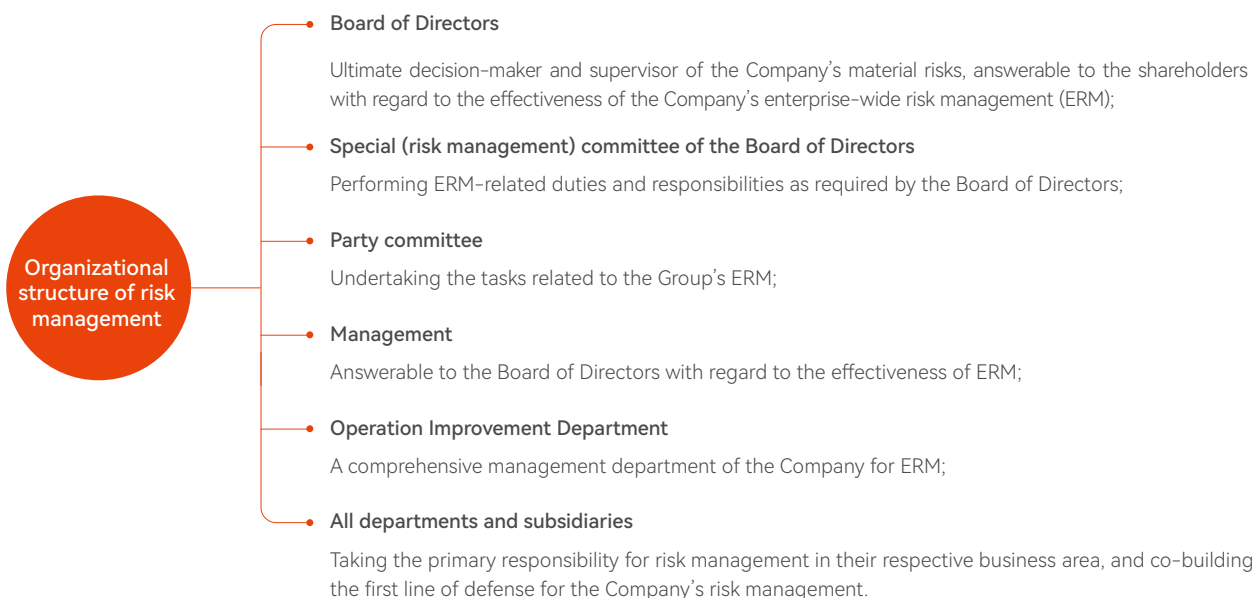 Board of Directors
Ultimate decision-maker and supervisor of the Company's material risks, answerable to the shareholders
with regard to the effectiveness of the Company's enterprise-wide risk management (ERM);
Special (risk management) committee of the Board of Directors
Performing ERM-related duties and responsibilities as required by the Board of Directors;
Party committee
Undertaking the tasks related to the Group's ERM;
Organizational
structure of risk
management
Management
Answerable to the Board of Directors with regard to the effectiveness of ERM;
Operation Improvement Department
A comprehensive management department of the Company for ERM;
All departments and subsidiaries
Taking the primary responsibility for risk management in their respective business area, and co-building
the first line of defense for the Company's risk management.